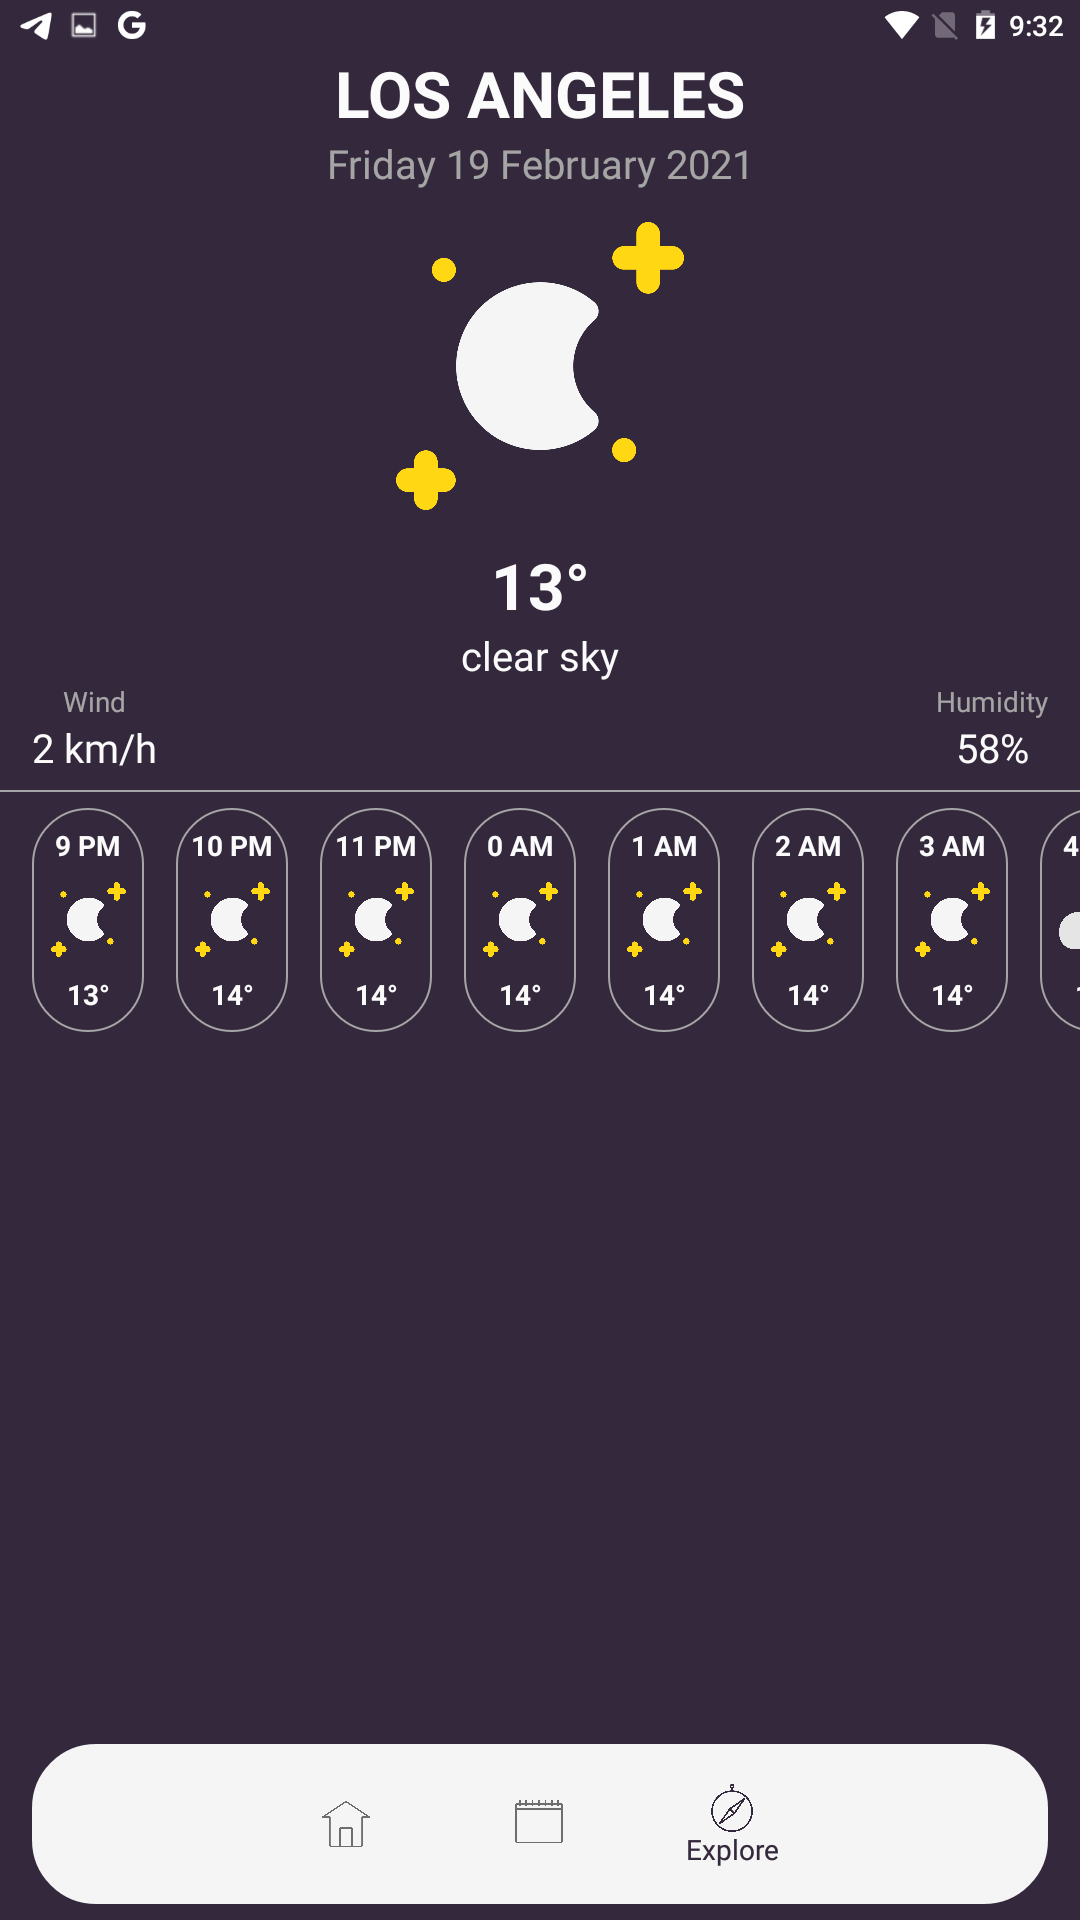 9:32
LOS ANGELES
Friday 19 February 2021
13°
clear sky
Wind
Humidity
2 km/h
58%
9 PM 10 PM 11 PM 0 AM 1 AM 2 AM 3 AM 4
13° 14° 14° 14° 14° 14° 14°
Explore